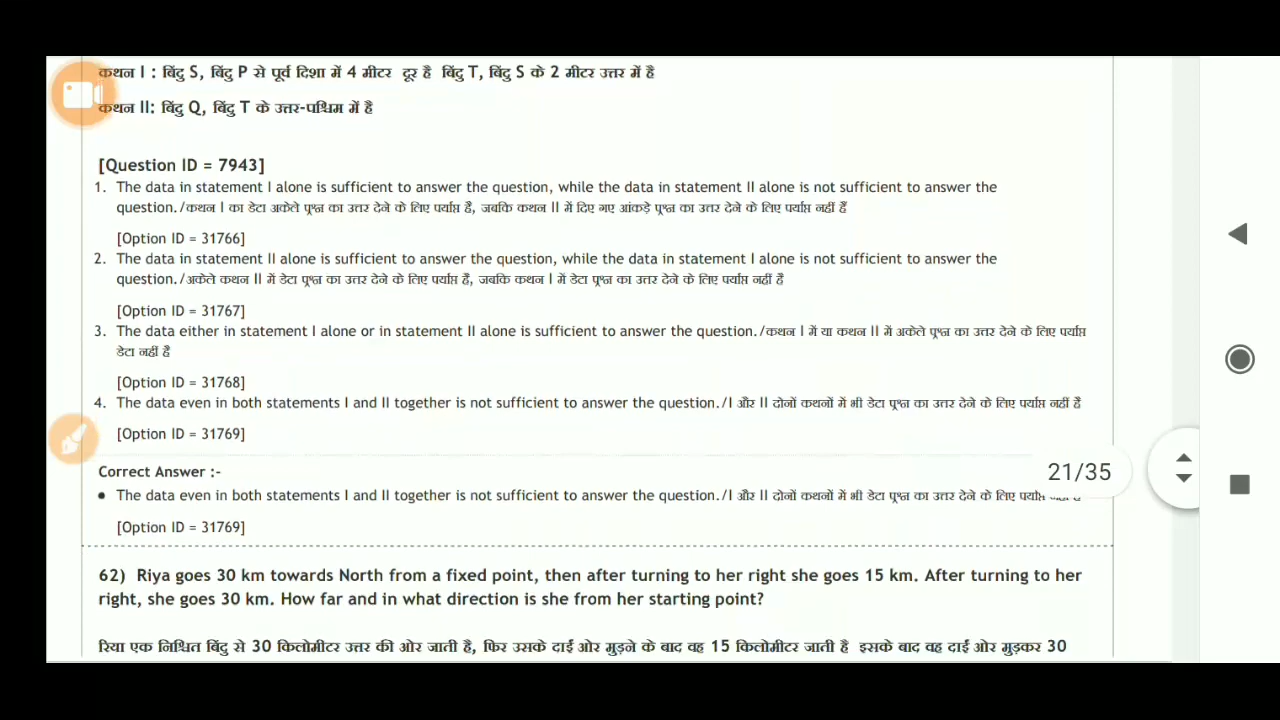 कथन I : बिंदु S, बिंदु P से पूर्व दिशा में 4 मीटर दूर है बिंदु T, बिंदु S के 2 मीटर उत्तर में है
कथन II: बिंदु Q, बिंदु T के उत्तर-पश्चिम में है
[Question ID = 7943]
1. The data in statement I alone is sufficient to answer the question, while the data in statement II alone is not sufficient to answer the
question./कथन I का डेटा अकेले प्रश्न का उत्तर देने के लिए पर्याप्त है, जबकि कथन II में दिए गए आंकड़े प्रश्न का उत्तर देने के लिए पर्याप्त नहीं हैं
[Option ID = 31766]
2. The data in statement II alone is sufficient to answer the question, while the data in statement I alone is not sufficient to answer the
question./अकेले कथन II में डेटा प्रश्न का उत्तर देने के लिए पर्याप्त है, जबकि कथन I में डेटा प्रश्न का उत्तर देने के लिए पर्याप्त नहीं है
[Option ID = 31767]
3. The data either in statement I alone or in statement II alone is sufficient to answer the question./कथन I में या कथन II में अकेले प्रश्न का उत्तर देने के लिए पर्याप्त
डेटा नहीं है
[Option ID = 31768]
4. The data even in both statements I and II together is not sufficient to answer the question./I और II दोनों कथनों में भी डेटा प्रश्न का उत्तर देने के लिए पर्याप्त नहीं है
[Option ID = 31769]
Correct Answer :-
21/35
• The data even in both statements I and II together is not sufficient to answer the question./I और II दोनों कथनों में भी डेटा प्रश्न का उत्तर देने के लिए
[Option ID = 31769]
62) Riya goes 30 km towards North from a fixed point, then after turning to her right she goes 15 km. After turning to her
right, she goes 30 km. How far and in what direction is she from her starting point?
रिया एक निश्चित बिंदु से 30 किलोमीटर उत्तर की ओर जाती है, फिर उसके दाईं ओर मुड़ने के बाद वह 15 किलोमीटर जाती है इसके बाद वह दाईं ओर मुड़कर 30